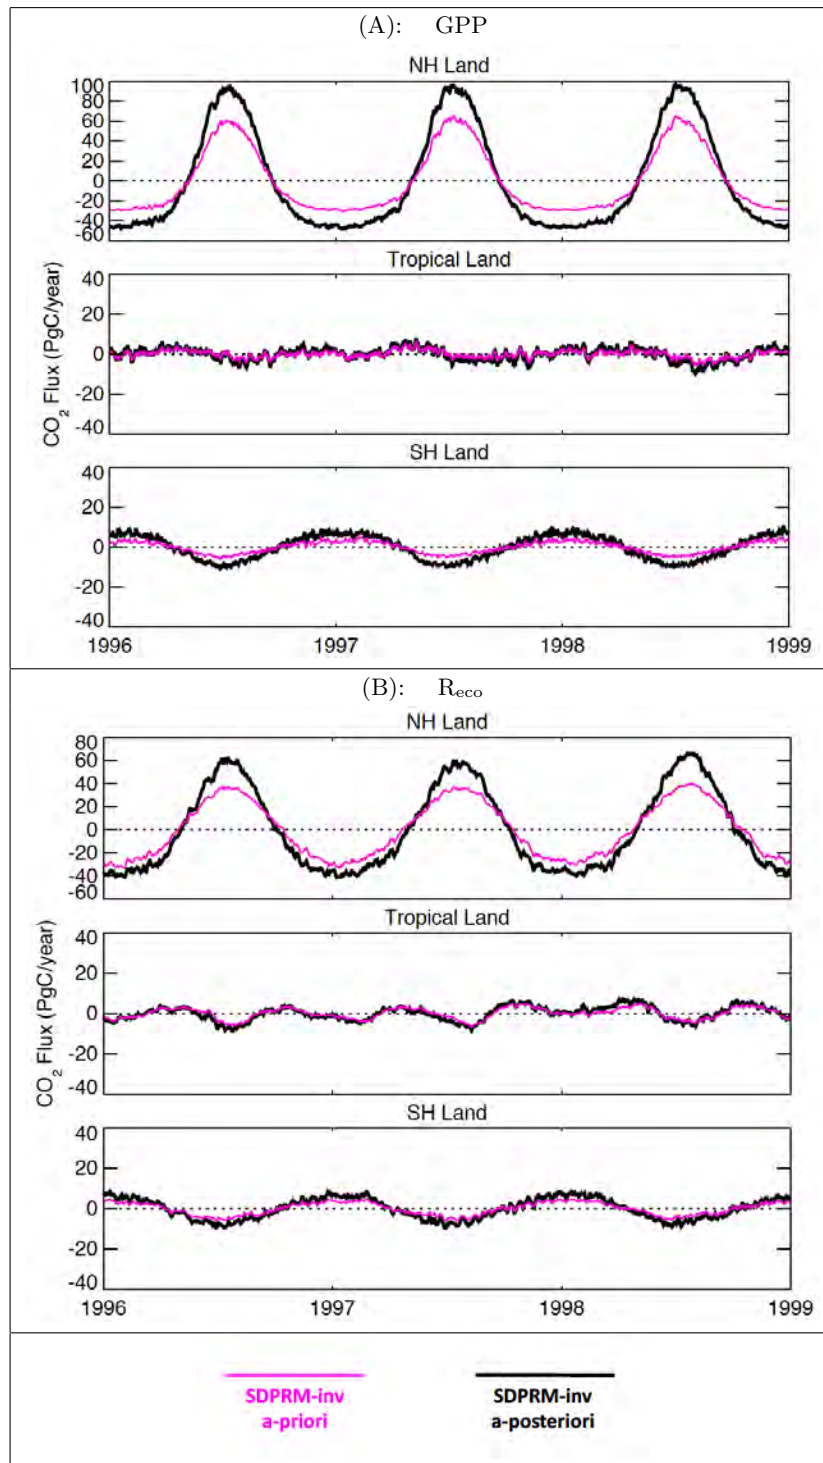 (A): GPP
NH Land
100
80
60
40
20
0
-20
-40
-60
Tropical Land
40
20
0
-20
-40
CO₂ Flux (PgC/year)
SH Land
40
20
0
-20
-40
1996 1997 1998 1999
(B): Reco
NH Land
80
60
40
20
0
-20
-40
-60
Tropical Land
40
20
0
-20
-40
CO₂ Flux (PgC/year)
SH Land
40
20
0
-20
-40
1996 1997 1998 1999
SDPRM-inv
a-priori
SDPRM-inv
a-posteriori